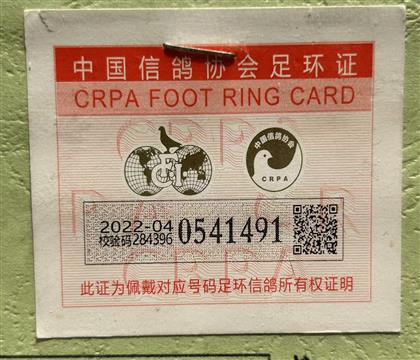 中国信鸽协会足环证
CRPA FOOT RING CARD
中国信鸽协会
CRPA
2022-04
校验码284396
0541491
此证为佩戴对应号码足环信鸽所有权证明